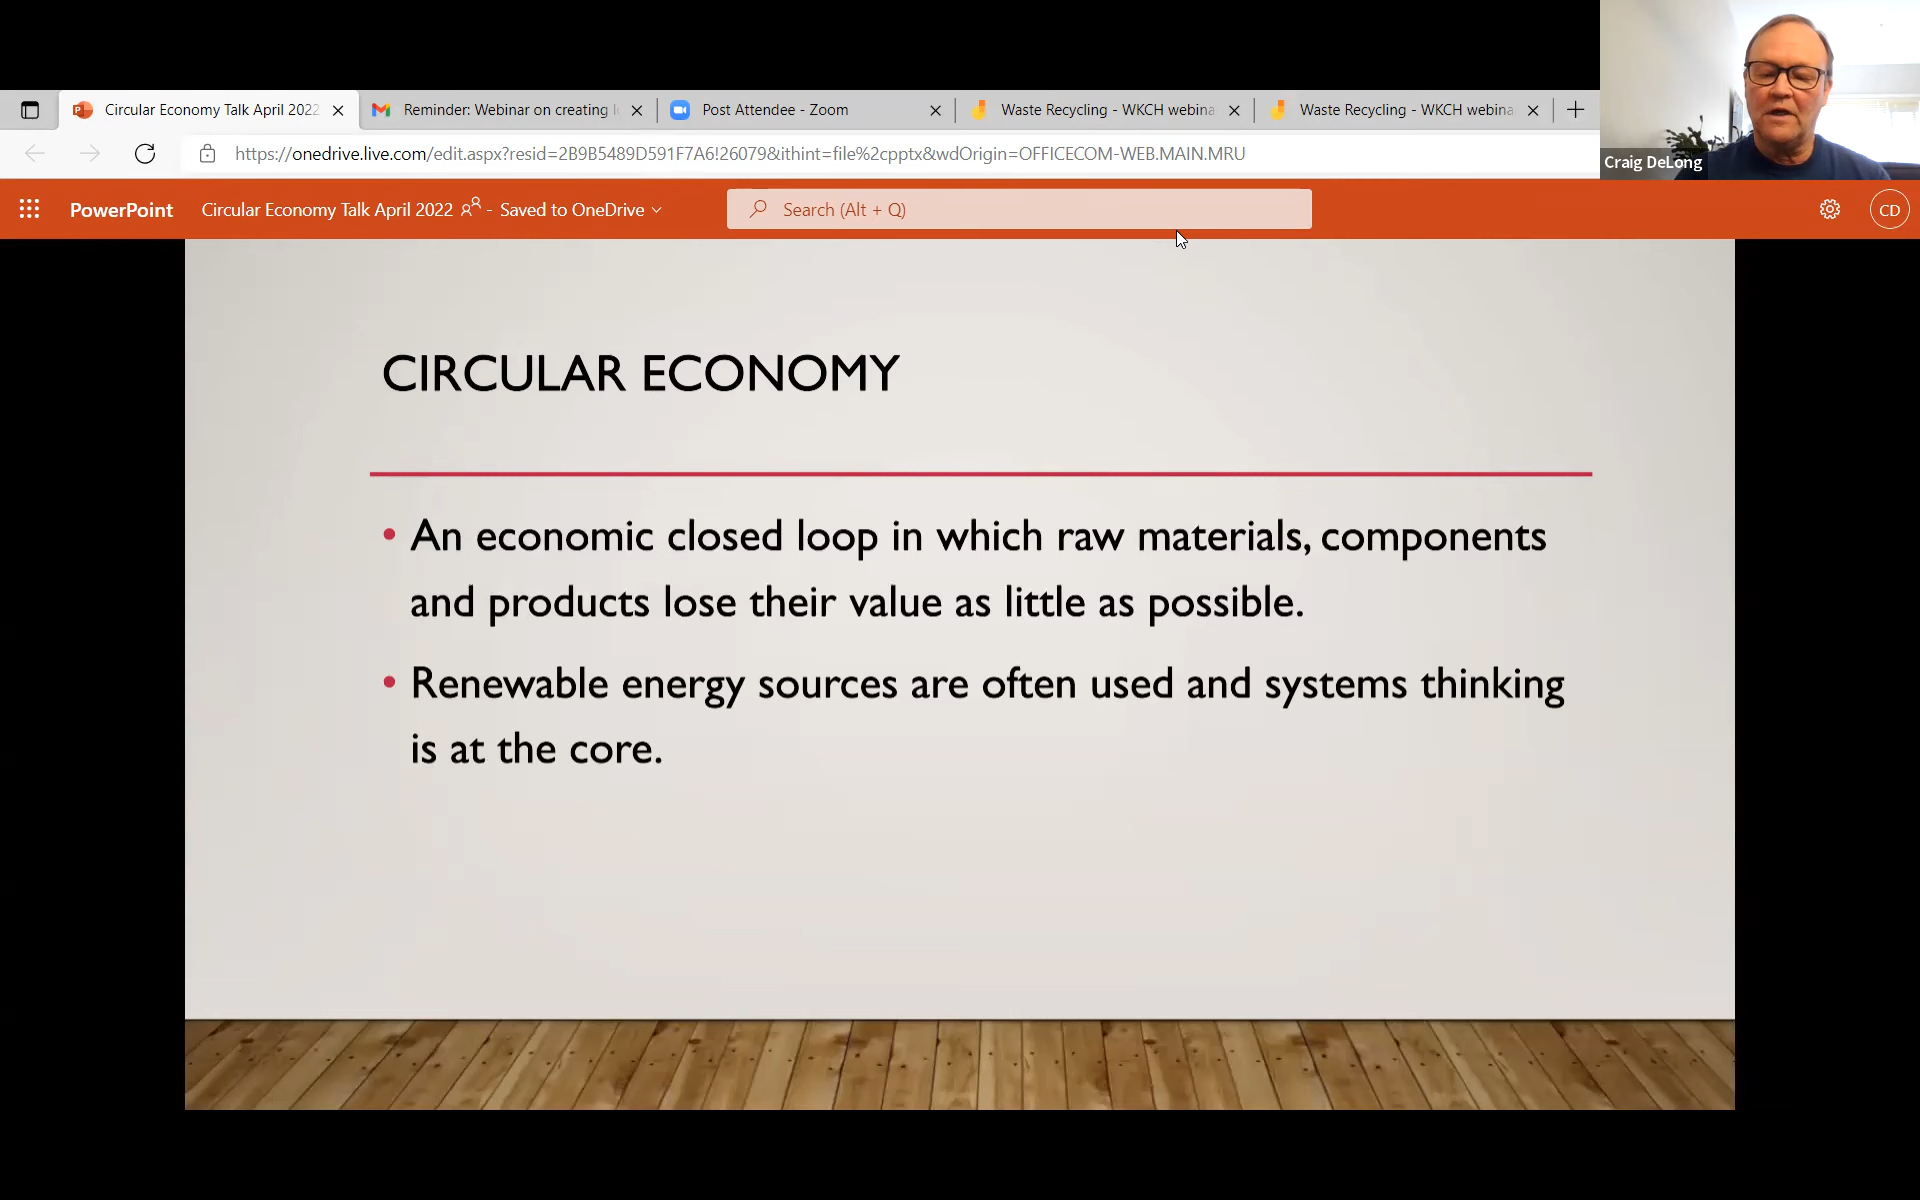 Circular Economy Talk April 2022
Reminder: Webinar on creating
Post Attendee - Zoom
Waste Recycling - WKCH webina
Waste Recycling - WKCH webina
https://onedrive.live.com/edit.aspx?resid=2B9B5489D591F7A6!26079&ithint=file%2cpptx&wdOrigin=OFFICECOM-WEB.MAIN.MRU
Craig DeLong
PowerPoint
Circular Economy Talk April 2022 - Saved to OneDrive
Search (Alt + Q)
CD
CIRCULAR ECONOMY
• An economic closed loop in which raw materials, components
and products lose their value as little as possible.
• Renewable energy sources are often used and systems thinking
is at the core.